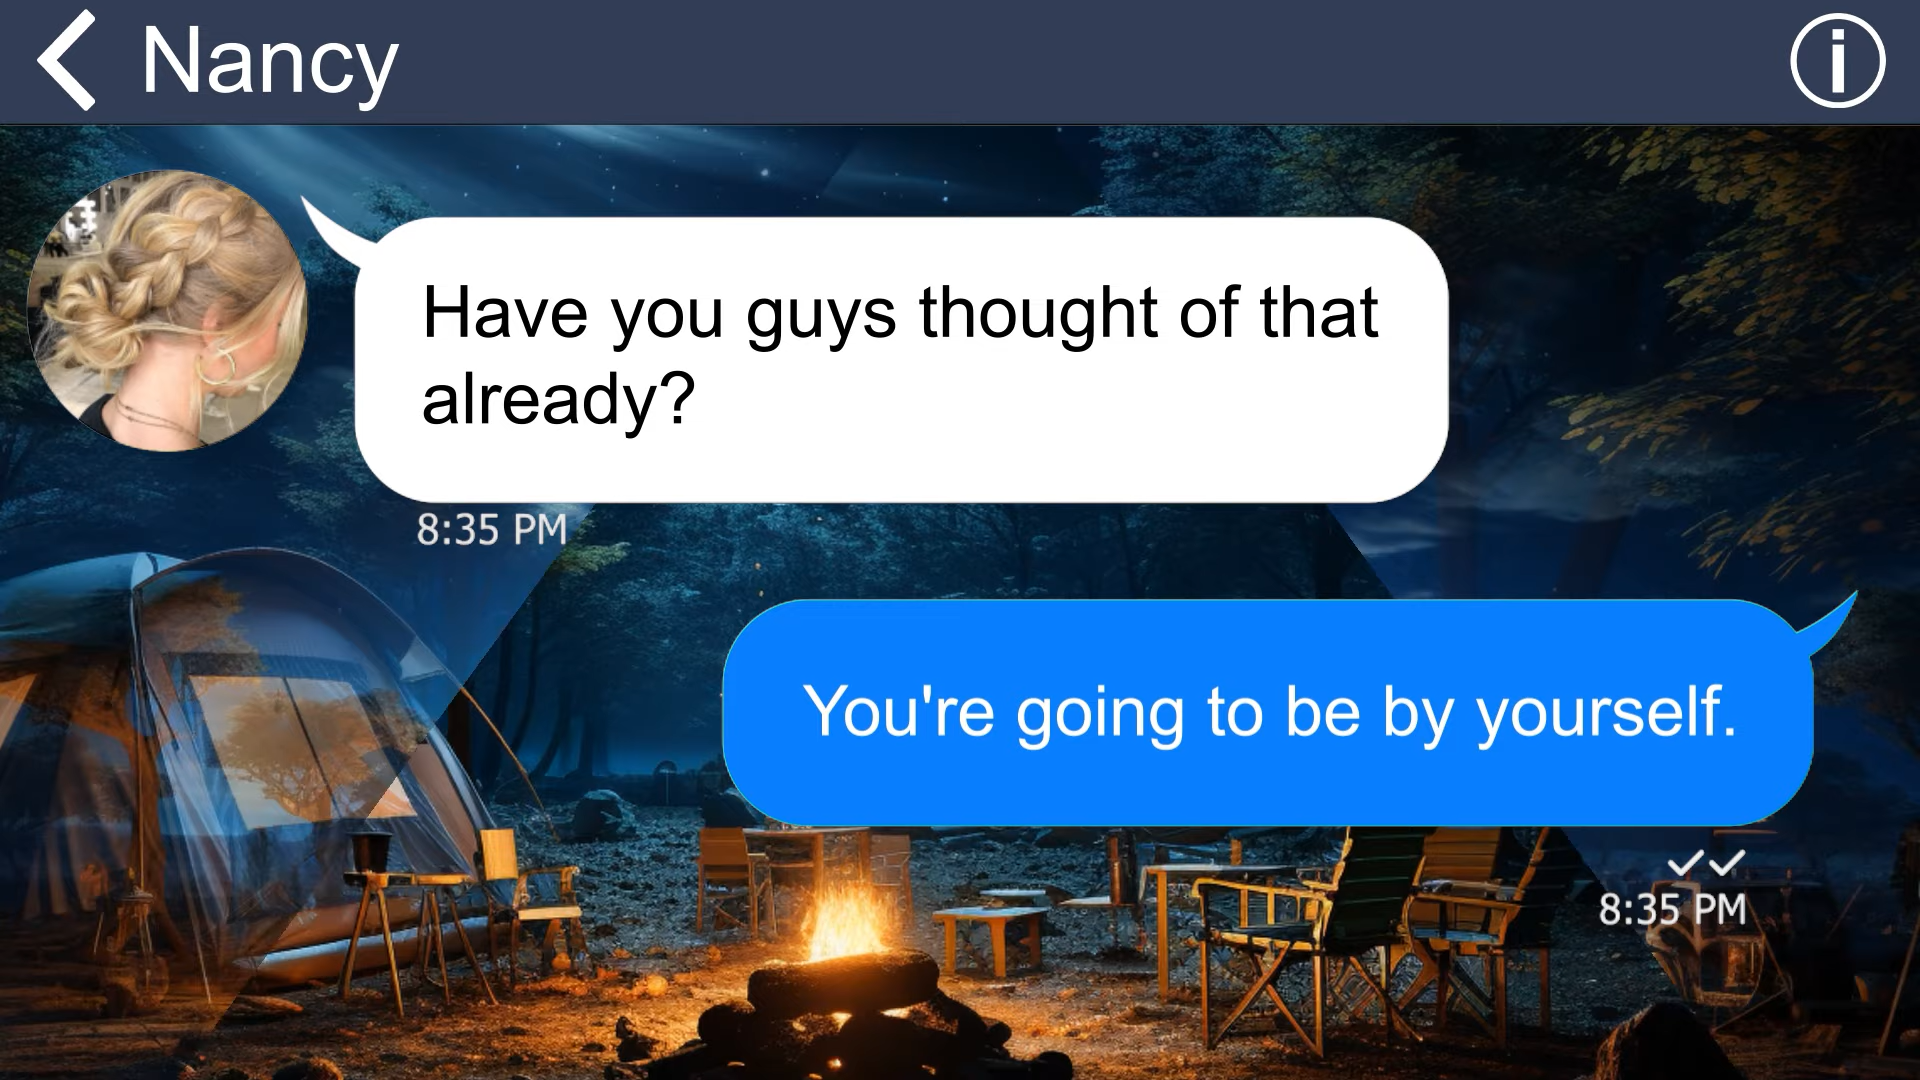 Nancy
Have you guys thought of that
already?
8:35 PM
You're going to be by yourself.
8:35 PM